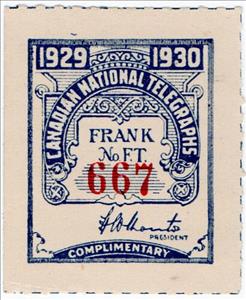 1929 1930
CANADIAN NATIONAL TELEGRAPHS
FRANK
No F.T.
667
PRESIDENT
COMPLIMENTARY